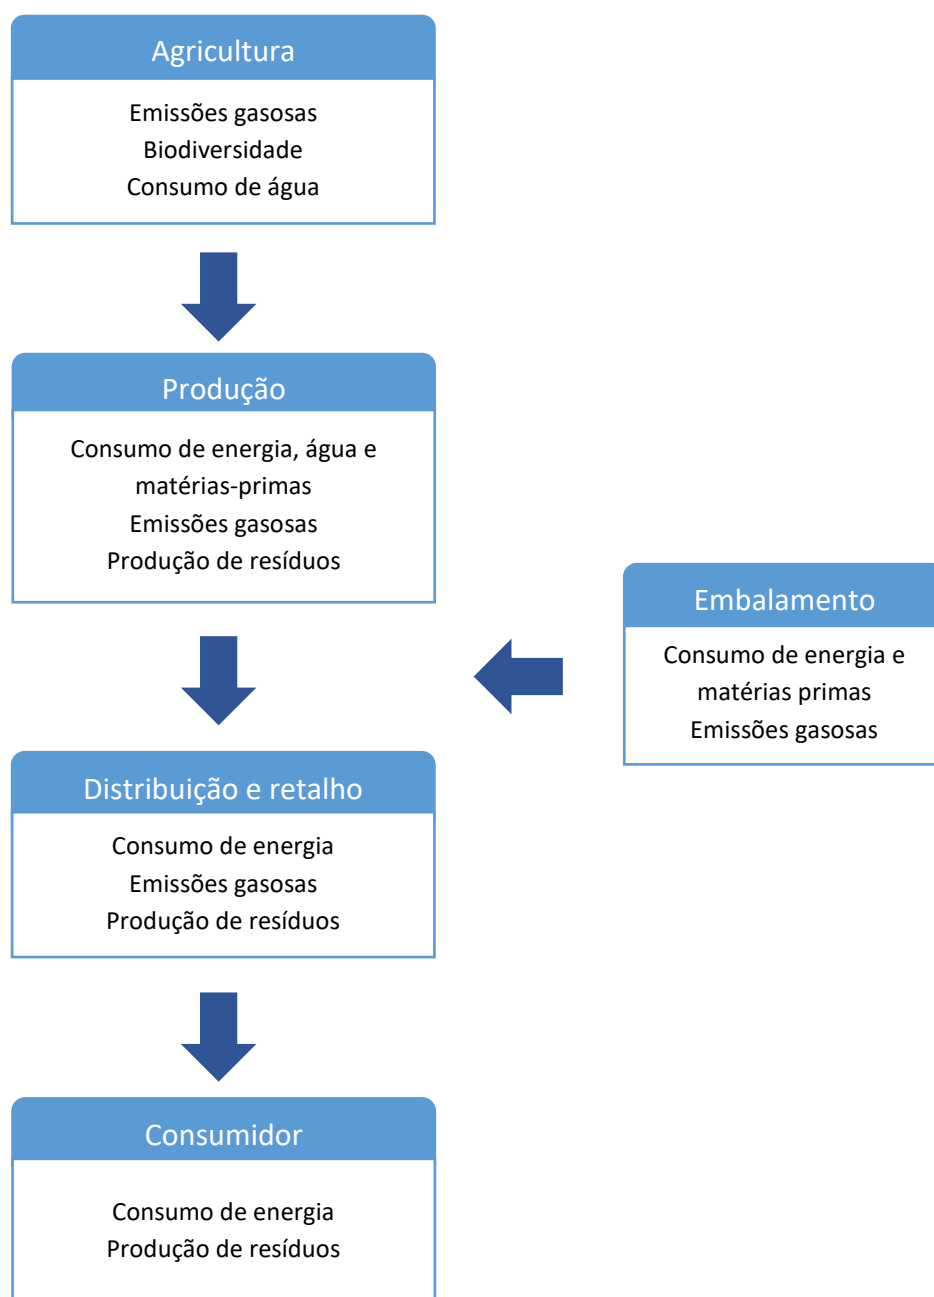 Agricultura
Emissões gasosas
Biodiversidade
Consumo de água
Produção
Consumo de energia, água e
matérias-primas
Emissões gasosas
Produção de resíduos
Embalamento
Consumo de energia e
matérias primas
Emissões gasosas
Distribuição e retalho
Consumo de energia
Emissões gasosas
Produção de resíduos
Consumidor
Consumo de energia
Produção de resíduos